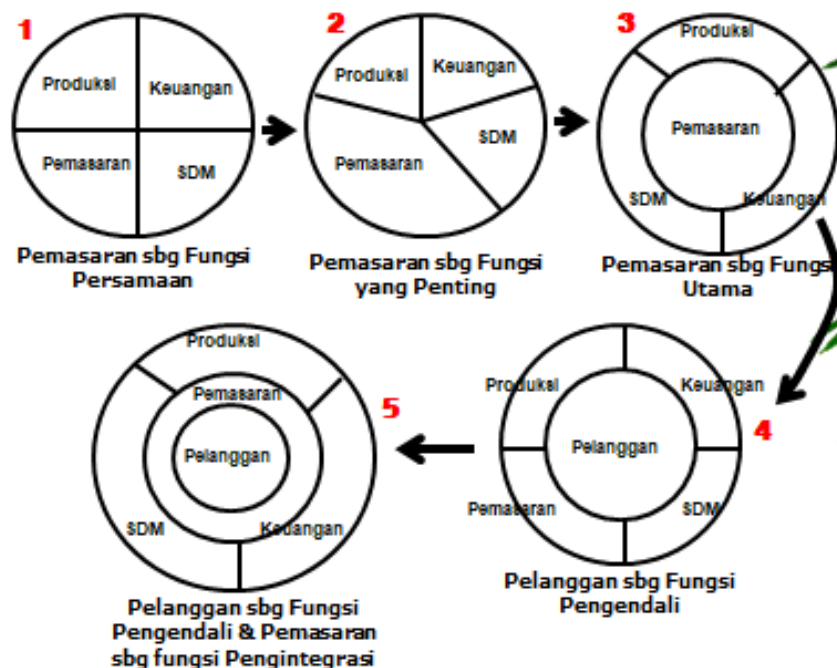 1
Produksi
Keuangan
Pemasaran
SDM
Pemasaran sbg Fungsi
Persamaan
2
Produksi
Keuangan
SDM
Pemasaran
Pemasaran sbg Fungsi
yang Penting
3
Produksi
Pemasaran
SDM
Keuangan
Pemasaran sbg Fungsi
Utama
4
Produksi
Keuangan
Pelanggan
Pemasaran
SDM
Pelanggan sbg Fungsi
Pengendali
5
Produksi
Pemasaran
Pelanggan
SDM
Keuangan
Pelanggan sbg Fungsi
Pengendali & Pemasaran
sbg fungsi Pengintegrasi